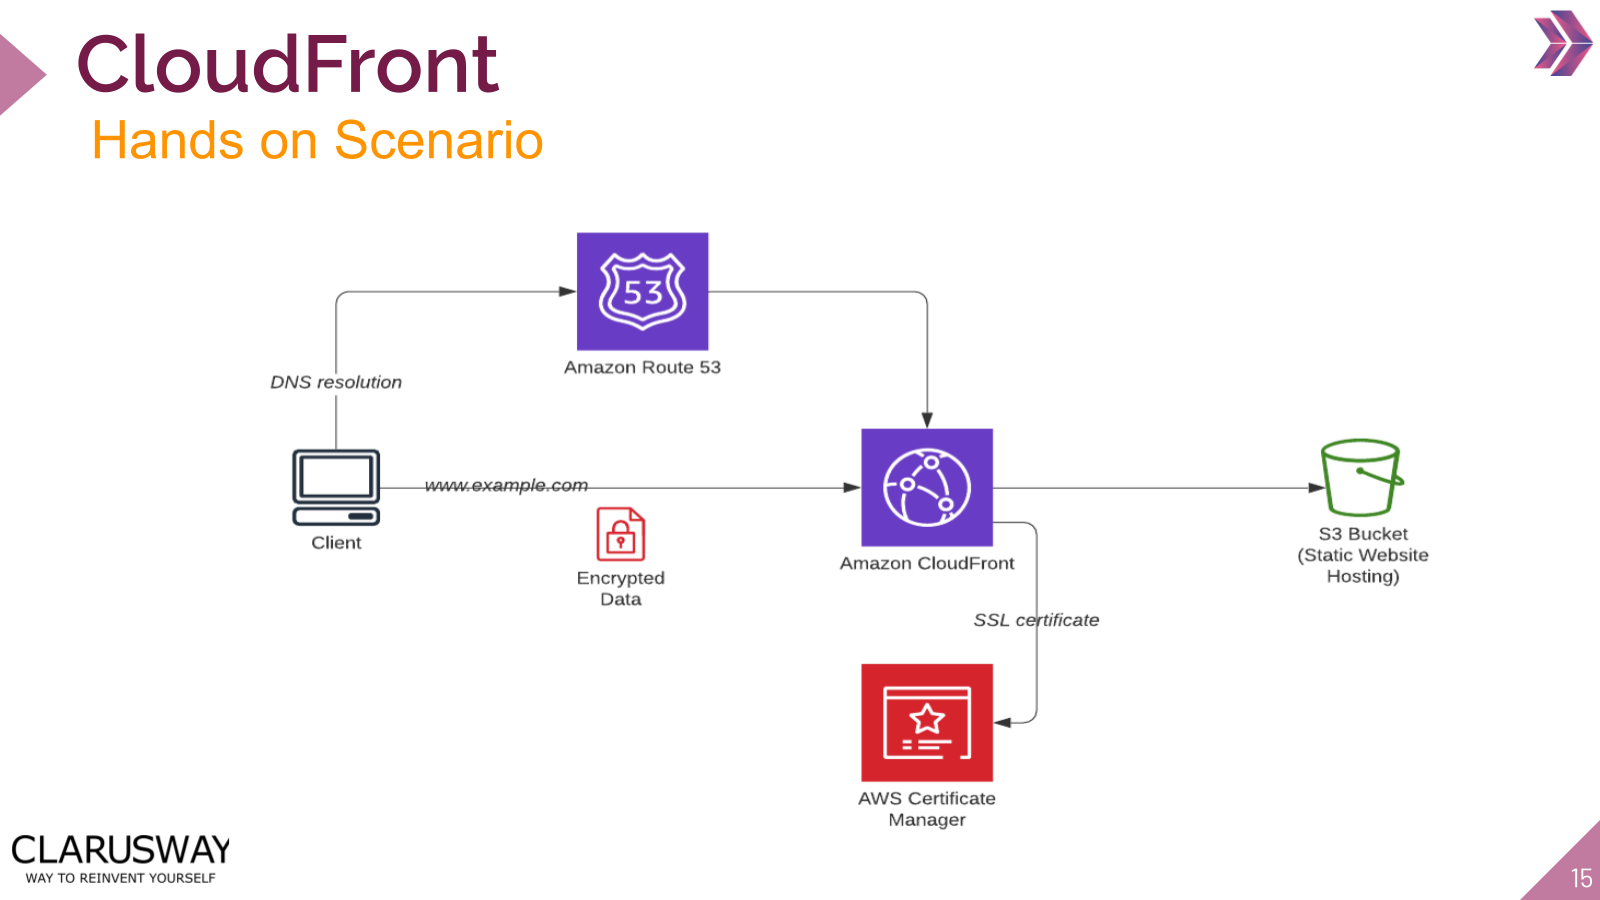 CloudFront
Hands on Scenario
53
Amazon Route 53
DNS resolution
www.example.com
Client
Encrypted
Data
Amazon CloudFront
S3 Bucket
(Static Website
Hosting)
SSL certificate
AWS Certificate
Manager
CLARUSWAY
WAY TO REINVENT YOURSELF
15